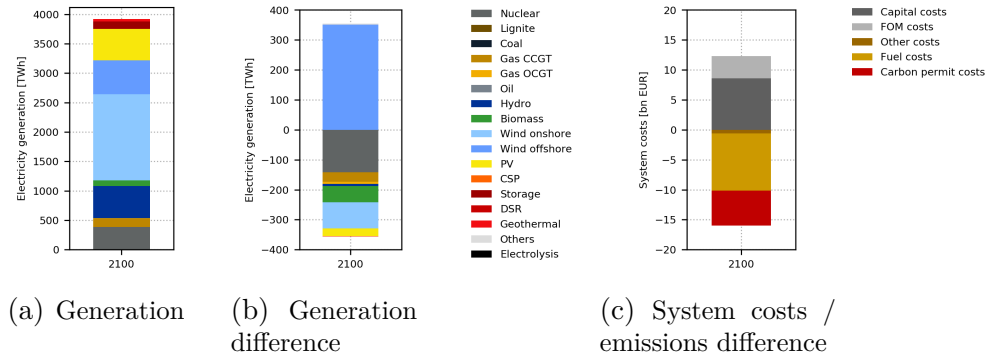 Electricity generation [TWh]
4000
3500
3000
2500
2000
1500
1000
500
0
2100
Electricity generation [TWh]
400
300
200
100
0
−100
−200
−300
−400
2100
Nuclear
Lignite
Coal
Gas CCGT
Gas OCGT
Oil
Hydro
Biomass
Wind onshore
Wind offshore
PV
CSP
Storage
DSR
Geothermal
Others
Electrolysis
System costs [bn EUR]
20
15
10
5
0
−5
−10
−15
−20
2100
Capital costs
FOM costs
Other costs
Fuel costs
Carbon permit costs
(a) Generation
(b) Generation
difference
(c) System costs /
emissions difference